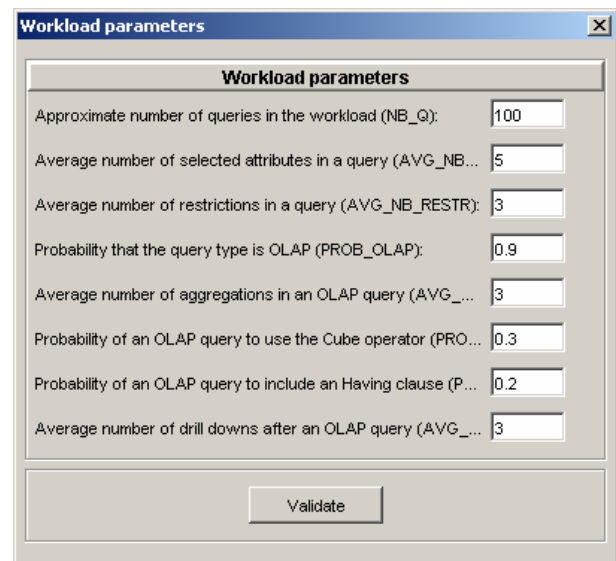 Workload parameters
Workload parameters
Approximate number of queries in the workload (NB_Q): 100
Average number of selected attributes in a query (AVG_NB... 5
Average number of restrictions in a query (AVG_NB_RESTR): 3
Probability that the query type is OLAP (PROB_OLAP): 0.9
Average number of aggregations in an OLAP query (AVG_... 3
Probability of an OLAP query to use the Cube operator (PRO... 0.3
Probability of an OLAP query to include an Having clause (P... 0.2
Average number of drill downs after an OLAP query (AVG_... 3
Validate